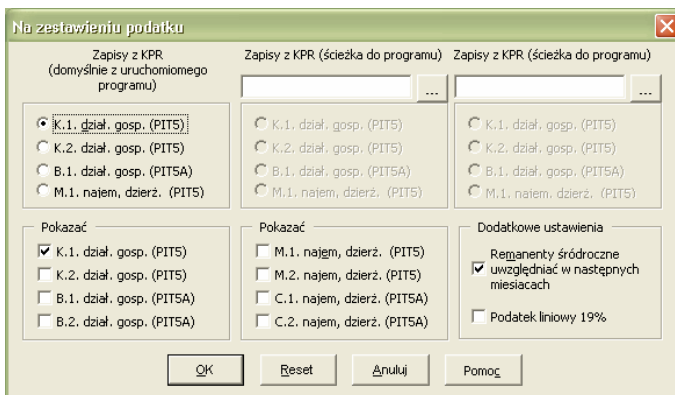 Na zestawieniu podatku
Zapisy z KPR
(domyślnie z uruchomiomego
programu)
K.1. dział. gosp. (PIT5)
K.2. dział. gosp. (PIT5)
B.1. dział. gosp. (PIT5A)
M.1. najem, dzierż. (PIT5)
Zapisy z KPR (ścieżka do programu)
...
K.1. dział. gosp. (PIT5)
K.2. dział. gosp. (PIT5)
B.1. dział. gosp. (PIT5A)
M.1. najem, dzierż. (PIT5)
Zapisy z KPR (ścieżka do programu)
...
K.1. dział. gosp. (PIT5)
K.2. dział. gosp. (PIT5)
B.1. dział. gosp. (PIT5A)
M.1. najem. dzierż. (PIT5)
Pokazać
K.1. dział. gosp. (PIT5)
K.2. dział. gosp. (PIT5)
B.1. dział. gosp. (PIT5A)
B.2. dział. gosp. (PIT5A)
Pokazać
M.1. najem, dzierż. (PIT5)
M.2. najem, dzierż. (PIT5)
C.1. najem, dzierż. (PIT5A)
C.2. najem, dzierż. (PIT5A)
Dodatkowe ustawienia
Remanenty śródroczne
uwzględniać w następnych
miesiacach
Podatek liniowy 19%
OK
Reset
Anuluj
Pomoc